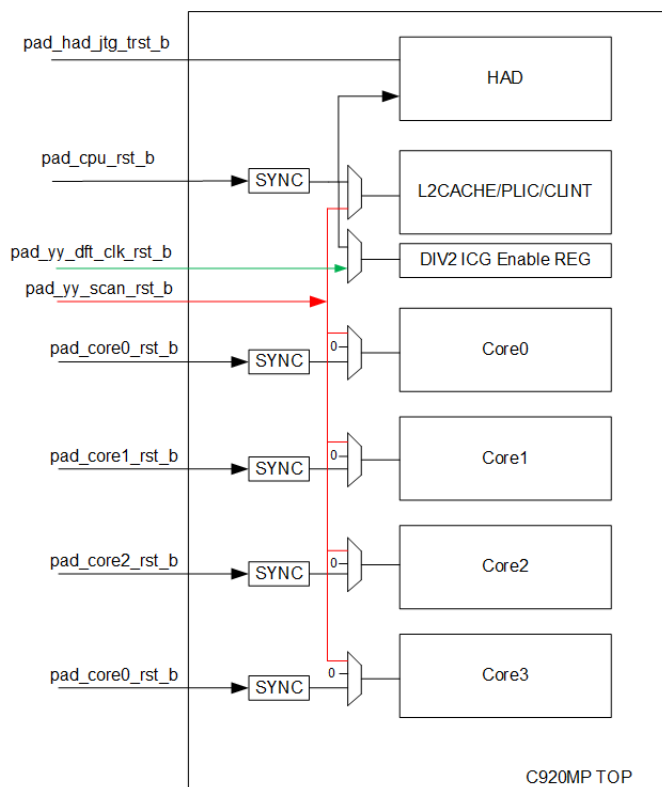 pad_had_jtg_trst_b
HAD
pad_cpu_rst_b
SYNC
L2CACHE/PLIC/CLINT
pad_yy_dft_clk_rst_b
DIV2 ICG Enable REG
pad_yy_scan_rst_b
pad_core0_rst_b
SYNC
0
Core0
pad_core1_rst_b
SYNC
0
Core1
pad_core2_rst_b
SYNC
0
Core2
pad_core0_rst_b
SYNC
0
Core3
C920MP TOP